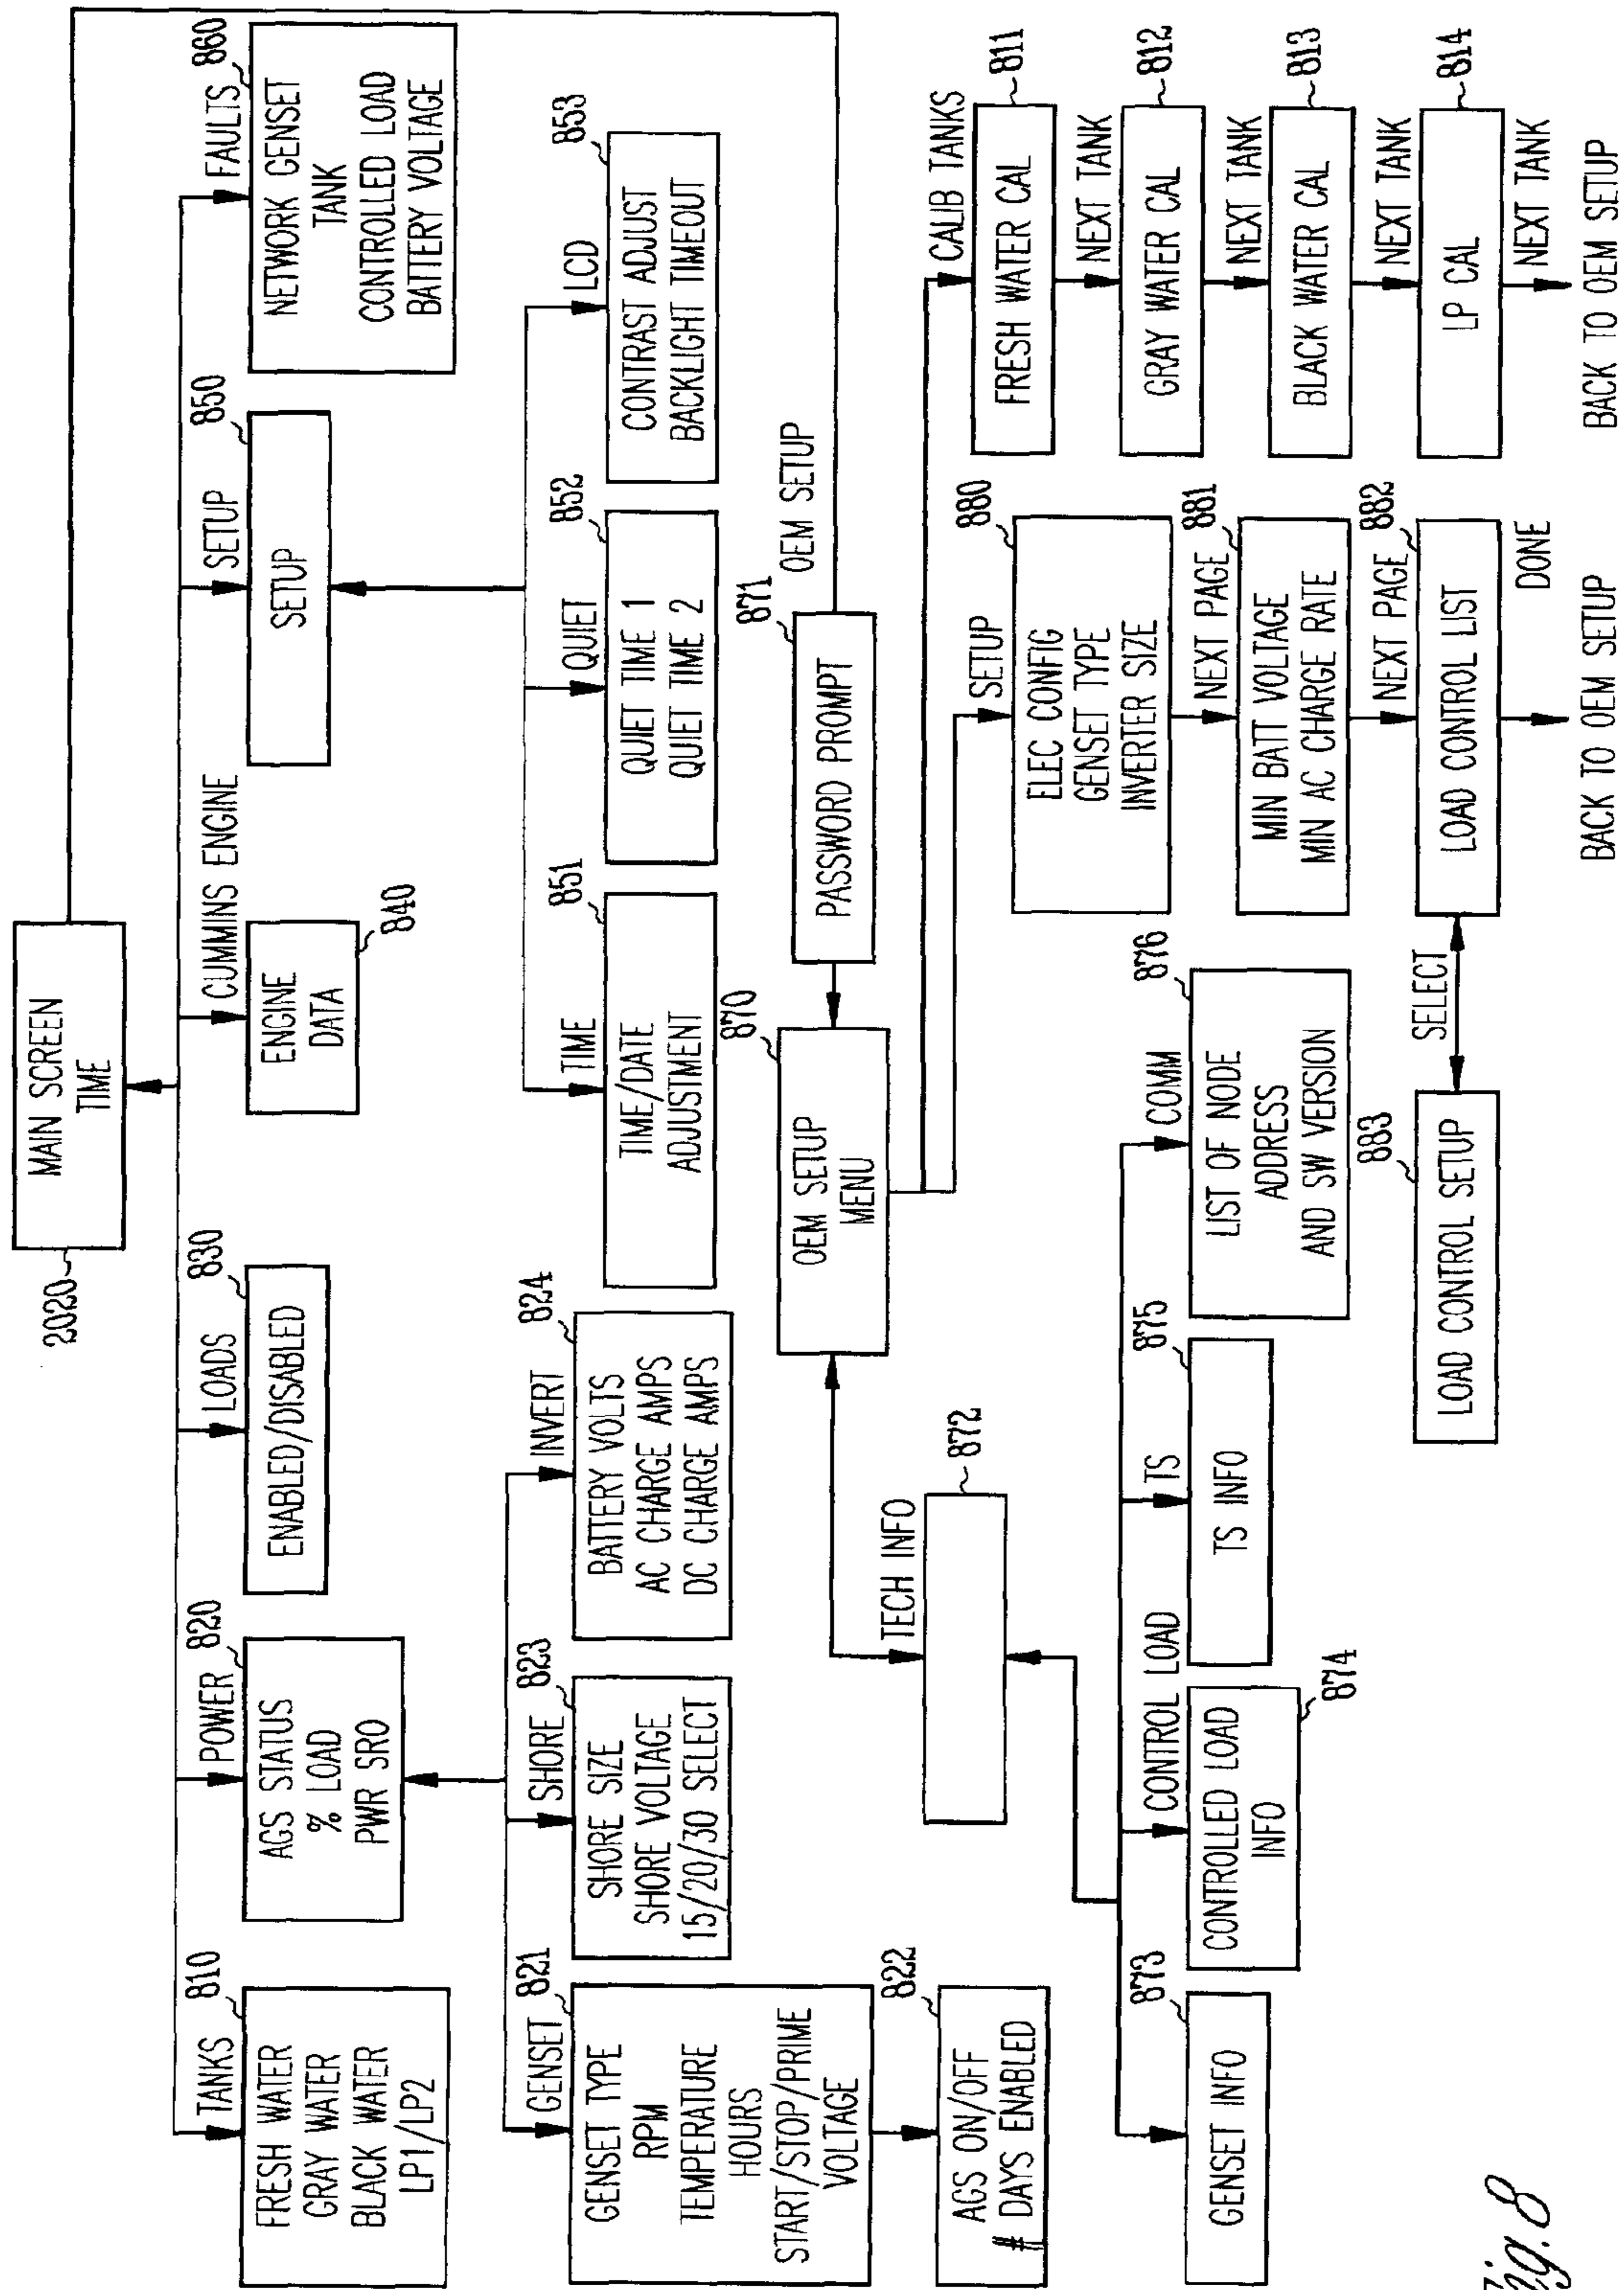 MAIN SCREEN
TIME
2020
TANKS
810
FRESH WATER
GRAY WATER
BLACK WATER
LP1/LP2
POWER
820
AGS STATUS
% LOAD
PWR SRO
LOADS
830
ENABLED/DISABLED
CUMMINS ENGINE
ENGINE
DATA
840
SETUP
850
SETUP
FAULTS
860
NETWORK GENSET
TANK
CONTROLLED LOAD
BATTERY VOLTAGE
GENSET
821
GENSET TYPE
RPM
TEMPERATURE
HOURS
START/STOP/PRIME
VOLTAGE
822
AGS ON/OFF
# DAYS ENABLED
SHORE
823
SHORE SIZE
SHORE VOLTAGE
15/20/30 SELECT
INVERT
824
BATTERY VOLTS
AC CHARGE AMPS
DC CHARGE AMPS
TIME
851
TIME/DATE
ADJUSTMENT
QUIET
852
QUIET TIME 1
QUIET TIME 2
LCD
853
CONTRAST ADJUST
BACKLIGHT TIMEOUT
OEM SETUP
871
PASSWORD PROMPT
870
OEM SETUP
MENU
TECH INFO
872
873
GENSET INFO
CONTROL LOAD
CONTROLLED LOAD
INFO
874
TS
875
TS INFO
COMM
876
LIST OF NODE
ADDRESS
AND SW VERSION
SETUP
880
ELEC CONFIG
GENSET TYPE
INVERTER SIZE
NEXT PAGE
881
MIN BATT VOLTAGE
MIN AC CHARGE RATE
NEXT PAGE
882
LOAD CONTROL LIST
SELECT
883
LOAD CONTROL SETUP
DONE
BACK TO OEM SETUP
CALIB TANKS
811
FRESH WATER CAL
NEXT TANK
812
GRAY WATER CAL
NEXT TANK
813
BLACK WATER CAL
NEXT TANK
814
LP CAL
NEXT TANK
BACK TO OEM SETUP
Fig. 8